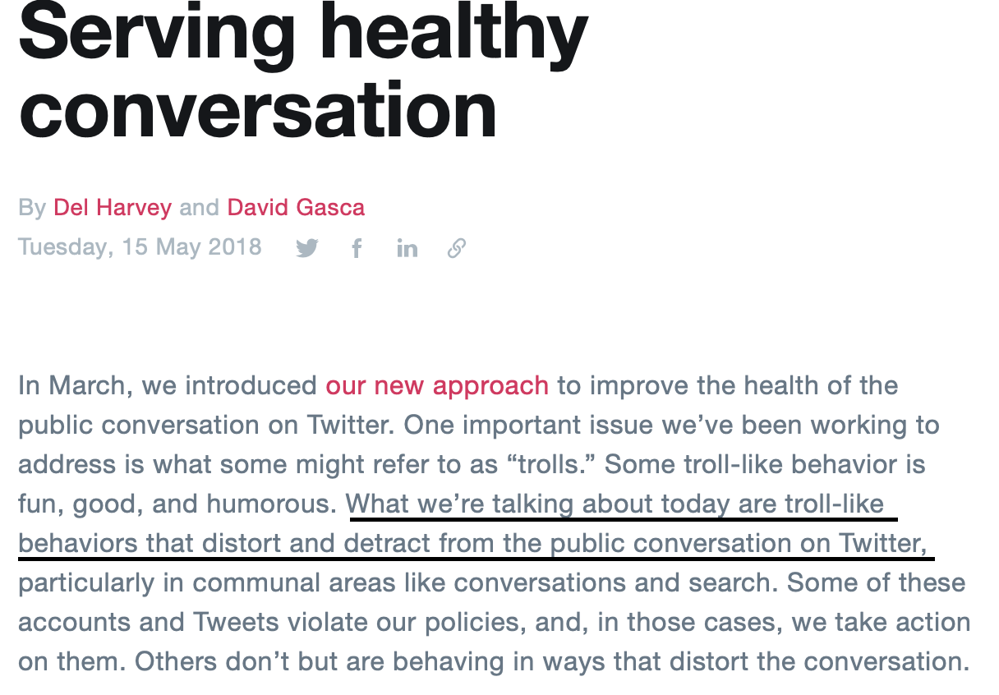 Serving healthy
conversation
By Del Harvey and David Gasca
Tuesday, 15 May 2018
In March, we introduced our new approach to improve the health of the
public conversation on Twitter. One important issue we’ve been working to
address is what some might refer to as “trolls.” Some troll-like behavior is
fun, good, and humorous. What we’re talking about today are troll-like
behaviors that distort and detract from the public conversation on Twitter,
particularly in communal areas like conversations and search. Some of these
accounts and Tweets violate our policies, and, in those cases, we take action
on them. Others don’t but are behaving in ways that distort the conversation.